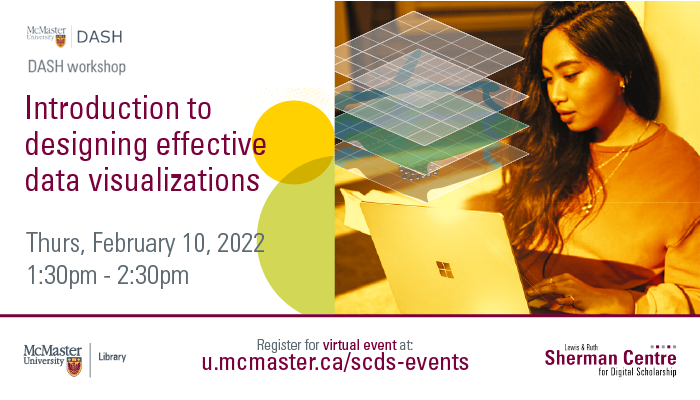 McMaster
University
DASH
DASH workshop
Introduction to
designing effective
data visualizations
Thurs, February 10, 2022
1:30pm - 2:30pm
McMaster
University
Library
Register for virtual event at:
u.mcmaster.ca/scds-events
Lewis & Ruth
Sherman Centre
for Digital Scholarship